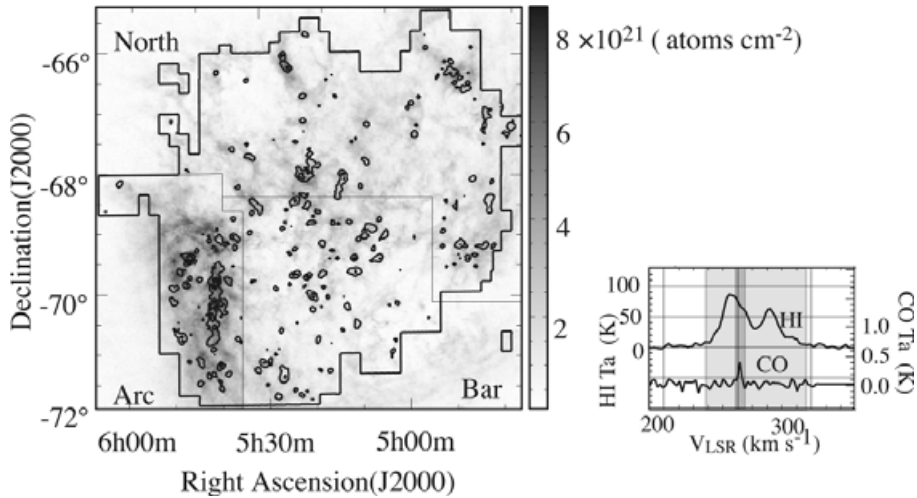 North
Arc
Bar
-66°
-68°
-70°
-72°
6h00m
5h30m
5h00m
Declination(J2000)
Right Ascension(J2000)
8 ×10²¹ ( atoms cm⁻²)
6
4
2
HI Ta (K)
100
50
0
HI
CO
1.0
0.5
0.0
CO Ta (K)
200
300
VLSR (km s⁻¹)